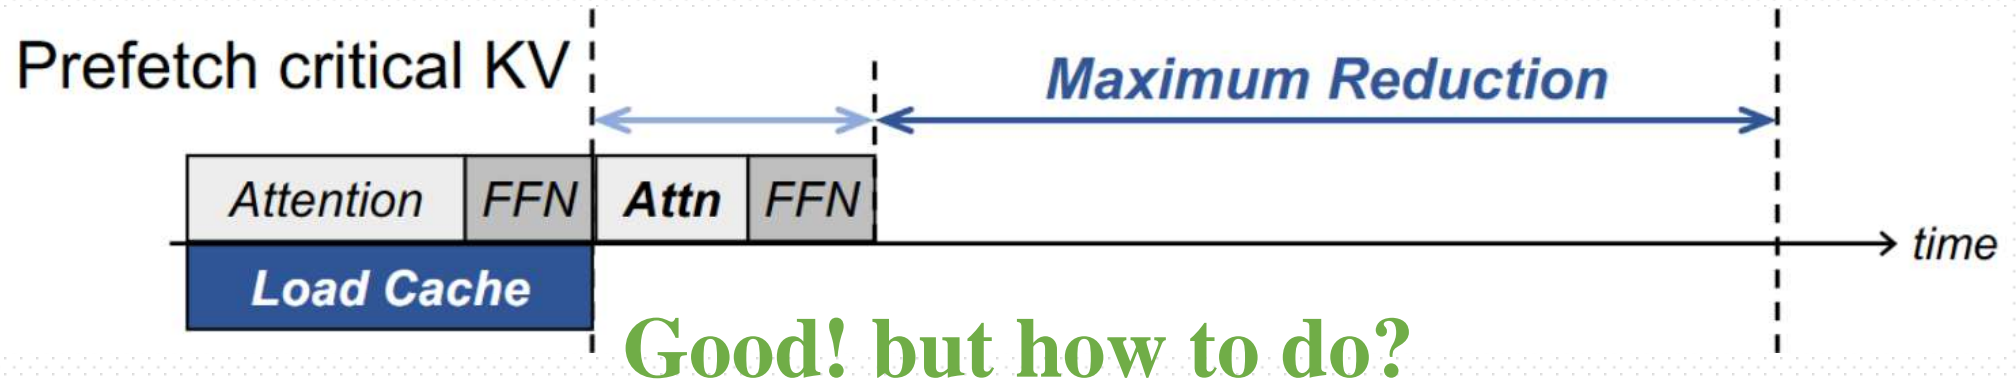 Prefetch critical KV
Maximum Reduction
Attention FFN Attn FFN
time
Load Cache
Good! but how to do?